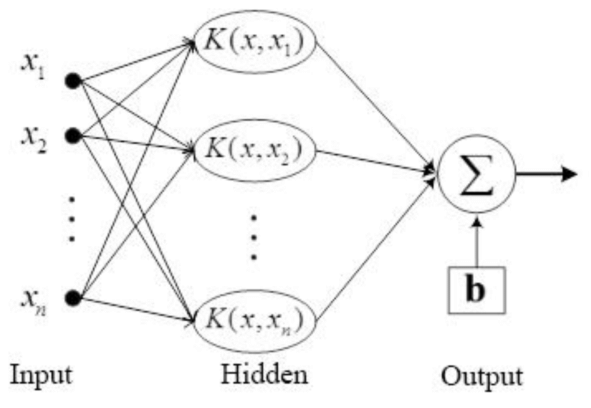 x₁
x₂
xₙ
K(x, x₁)
K(x, x₂)
K(x, xₙ)
∑
b
Input
Hidden
Output